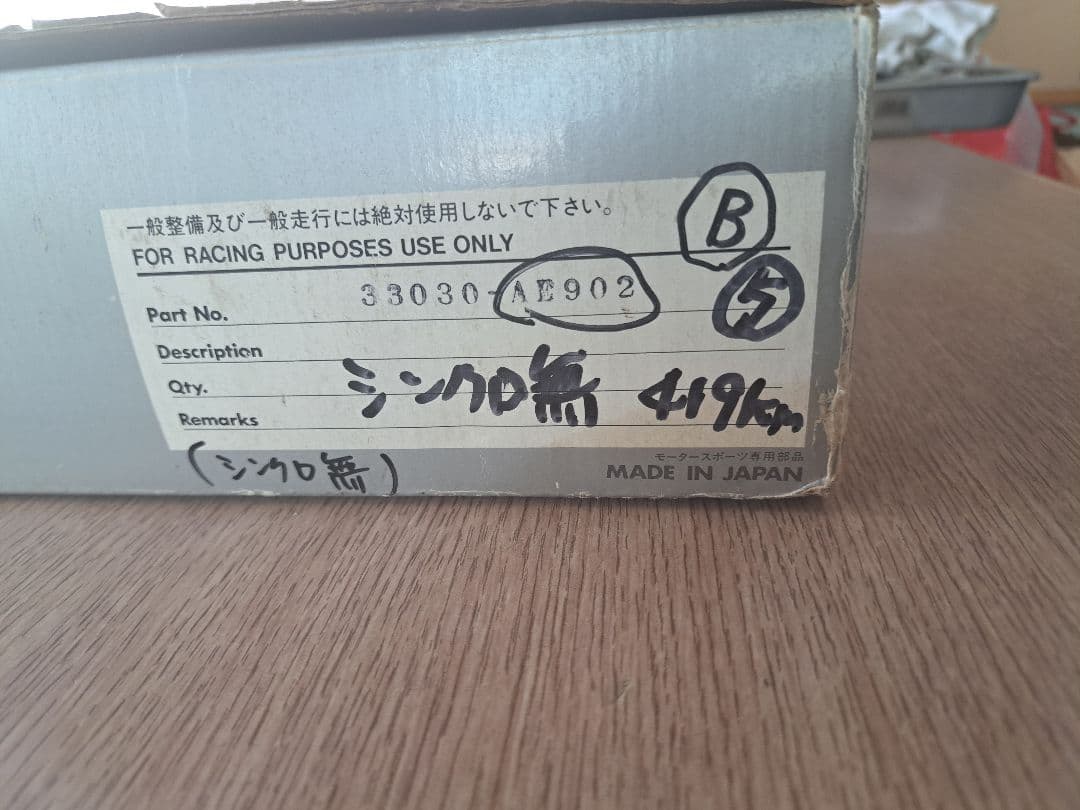 一般整備及び一般走行には絶対使用しないで下さい。
FOR RACING PURPOSES USE ONLY
B
Part No. 33030-AE902
5
Description
Qty.
シンクロ無 419km
Remarks
(シンクロ無)
モータースポーツ専用部品
MADE IN JAPAN